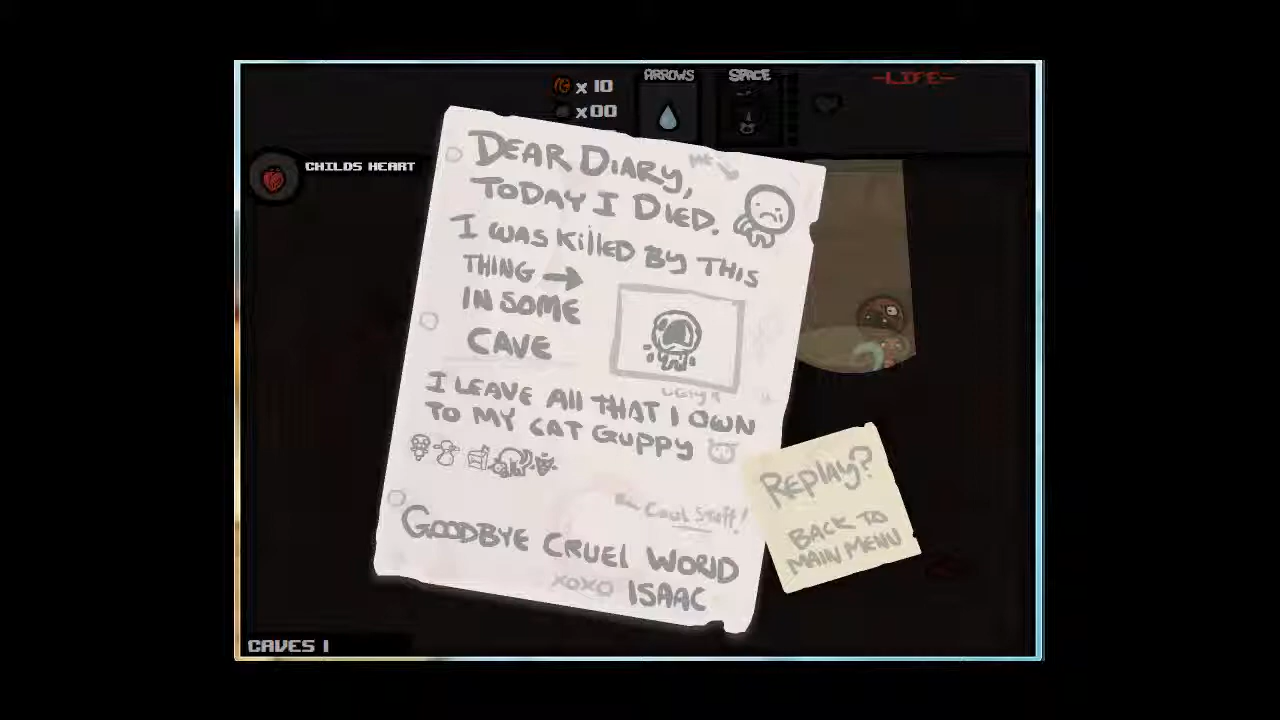 x 10
ARROWS
SPACE
-LIFE-
x00
CHILDS HEART
DEAR DIARY,
ME
TODAY I DIED.
I WAS KILLED BY THIS
THING →
IN SOME
CAVE
UGLY
I LEAVE ALL THAT I OWN
TO MY CAT GUPPY
Cool Stuff!
GOODBYE CRUEL WORLD
XOXO ISAAC
REPLAY?
BACK TO
MAIN MENU
CAVES I